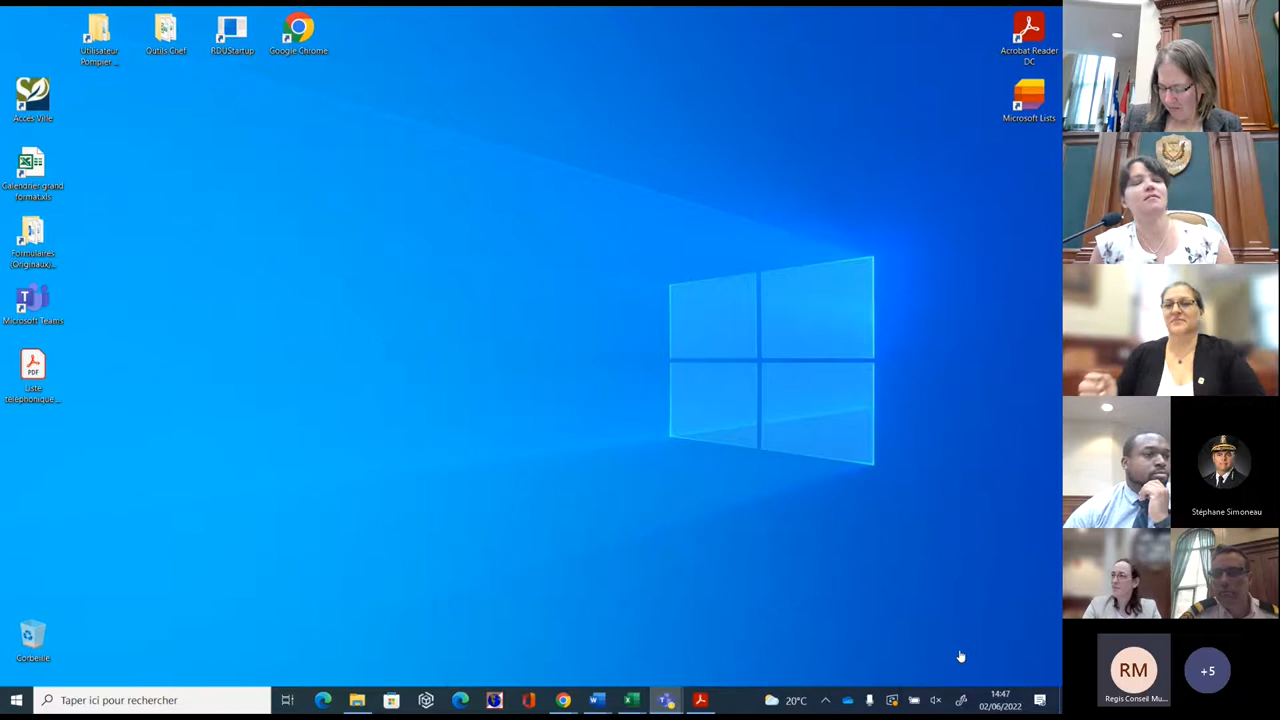 Utilisateur
Pompier ...
Outils Chef
RDUStartup
Google Chrome
Acrobat Reader
DC
Accès Ville
Microsoft Lists
Calendrier grand
format.xls
Formulaires
(Originaux)...
Microsoft Teams
PDF
Liste
téléphonique ...
Stéphane Simoneau
Corbeille
RM
+5
Regis Conseil Mu...
Taper ici pour rechercher
20°C
14:47
02/06/2022